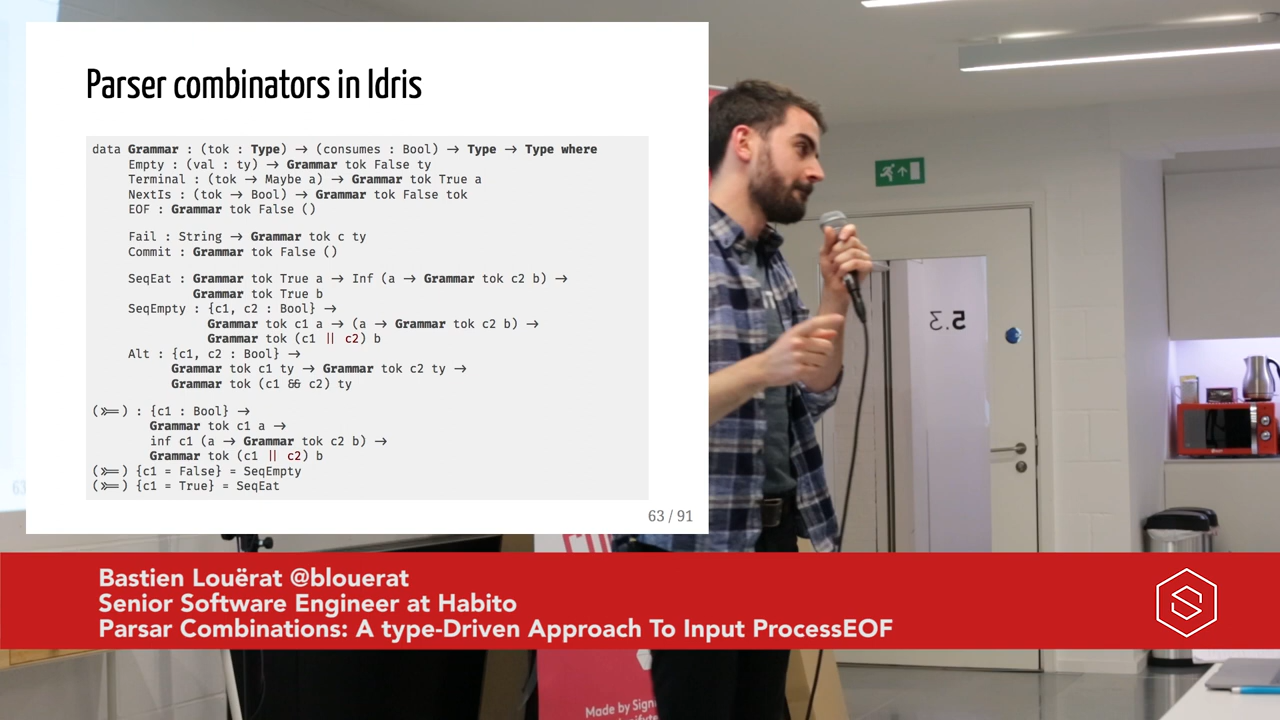 Parser combinators in Idris
data Grammar : (tok : Type) → (consumes : Bool) → Type → Type where
Empty : (val : ty) → Grammar tok False ty
Terminal : (tok → Maybe a) → Grammar tok True a
NextIs : (tok → Bool) → Grammar tok False tok
EOF : Grammar tok False ()
Fail : String → Grammar tok c ty
Commit : Grammar tok False ()
SeqEat : Grammar tok True a → Inf (a → Grammar tok c2 b) →
Grammar tok True b
SeqEmpty : {c1, c2 : Bool} →
Grammar tok c1 a → (a → Grammar tok c2 b) →
Grammar tok (c1 || c2) b
Alt : {c1, c2 : Bool} →
Grammar tok c1 ty → Grammar tok c2 ty →
Grammar tok (c1 && c2) ty
(>>=) : {c1 : Bool} →
Grammar tok c1 a →
inf c1 (a → Grammar tok c2 b) →
Grammar tok (c1 || c2) b
(>>=) {c1 = False} = SeqEmpty
(>>=) {c1 = True} = SeqEat
63 / 91
5.3
63
Bastien Louërat @blouerat
Senior Software Engineer at Habito
Parsar Combinations: A type-Driven Approach To Input ProcessEOF
Made by Sign